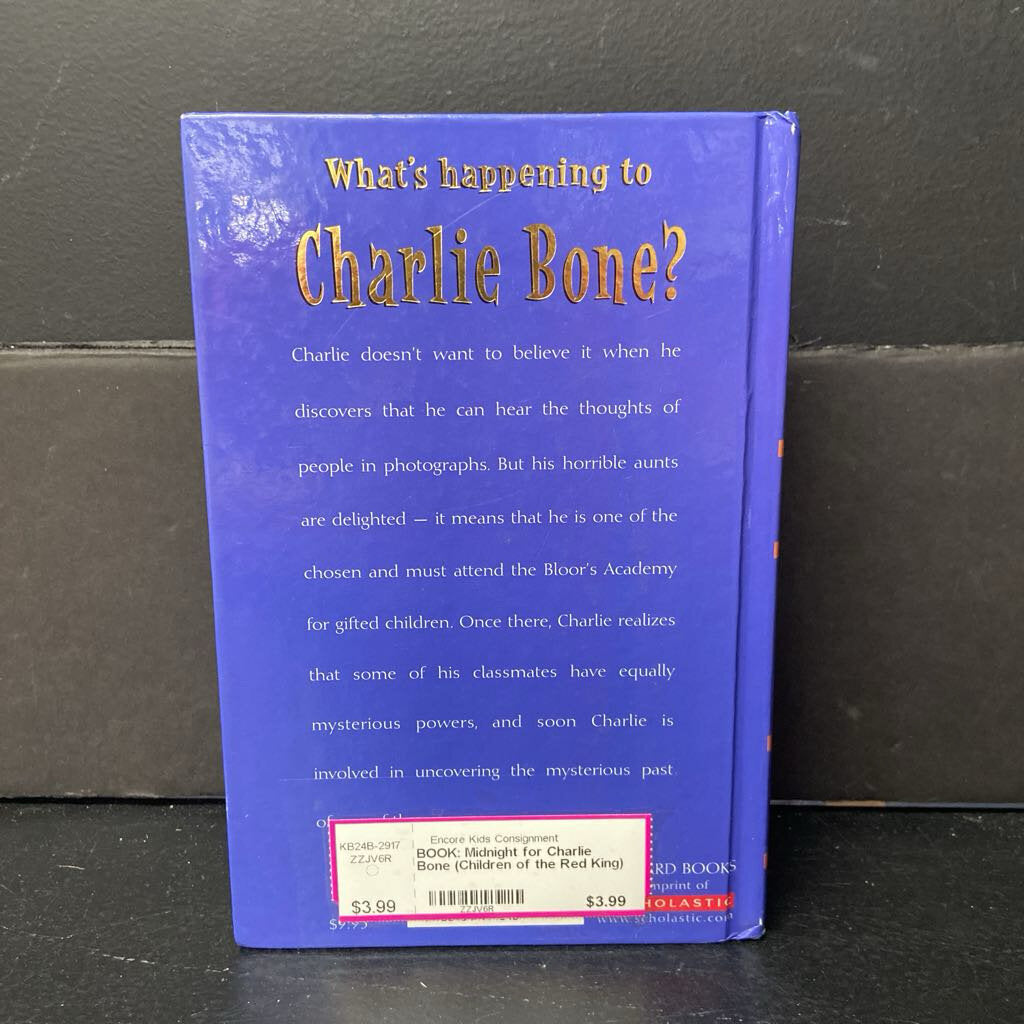 What's happening to
Charlie Bone?
Charlie doesn't want to believe it when he
discovers that he can hear the thoughts of
people in photographs. But his horrible aunts
are delighted — it means that he is one of the
chosen and must attend the Bloor's Academy
for gifted children. Once there, Charlie realizes
that some of his classmates have equally
mysterious powers, and soon Charlie is
involved in uncovering the mysterious past
KB24B-2917
ZZJV6R
$3.99
Encore Kids Consignment
BOOK: Midnight for Charlie
Bone (Children of the Red King)
ZZJV6R
$3.99
$9.95
BOOKS
of
www.scholastic.com